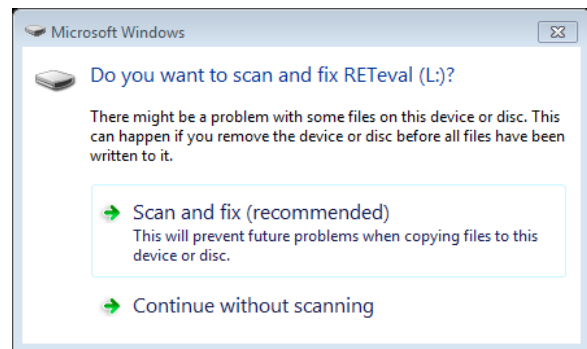 Microsoft Windows
Do you want to scan and fix RETeval (L:)?
There might be a problem with some files on this device or disc. This
can happen if you remove the device or disc before all files have been
written to it.
Scan and fix (recommended)
This will prevent future problems when copying files to this
device or disc.
Continue without scanning